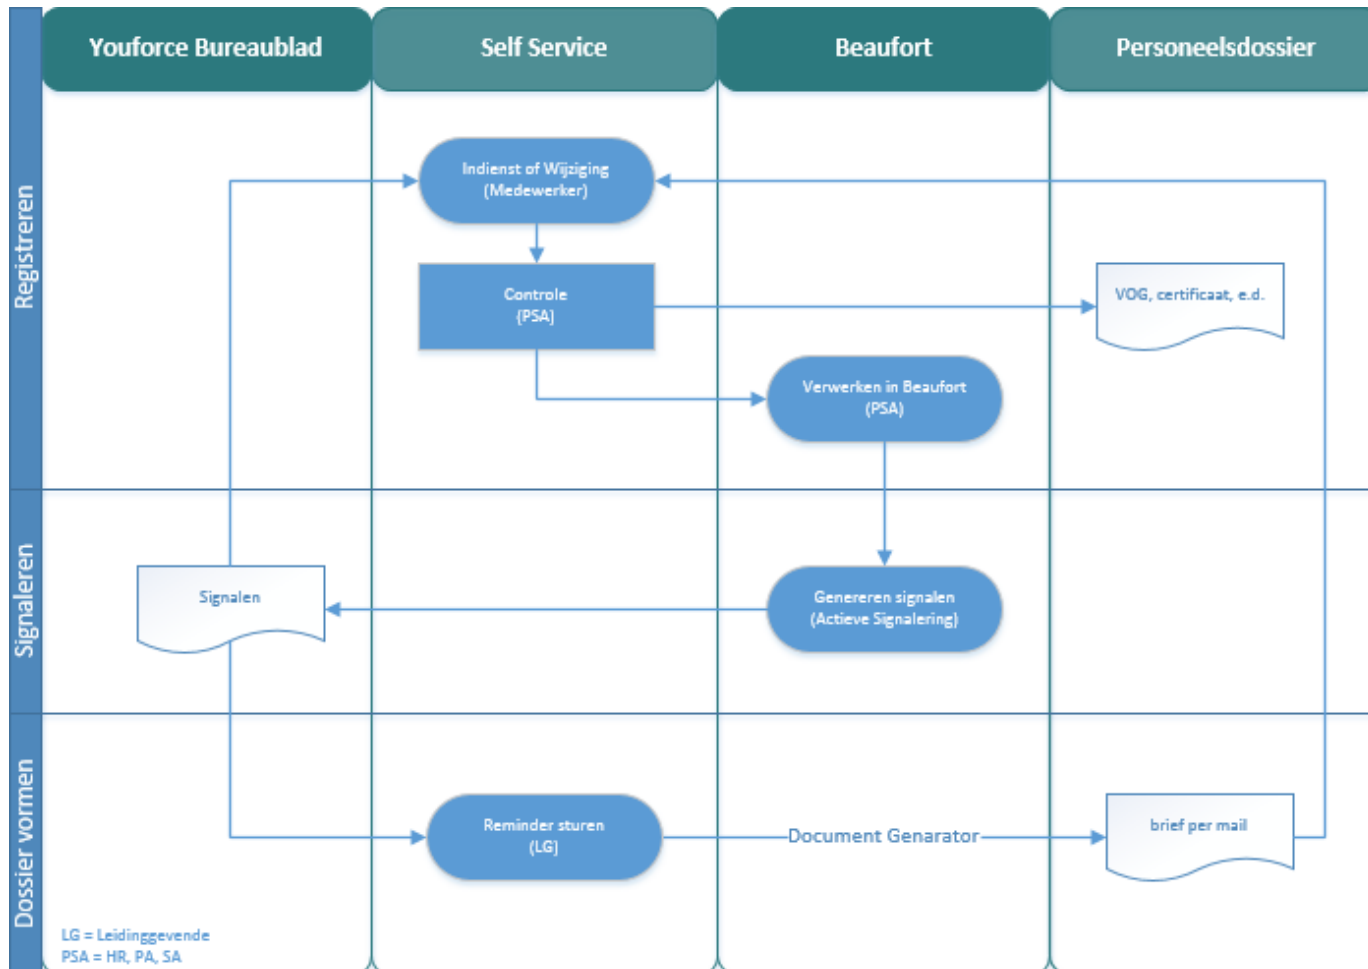 Youforce Bureaublad
Self Service
Beaufort
Personeelsdossier
Registreren
Indienst of Wijziging
(Medewerker)
Controle
(PSA)
VOG, certificaat, e.d.
Verwerken in Beaufort
(PSA)
Signaleren
Signalen
Genereren signalen
(Actieve Signalering)
Dossier vormen
Reminder sturen
(LG)
Document Genarator
brief per mail
LG = Leidinggevende
PSA = HR, PA, SA